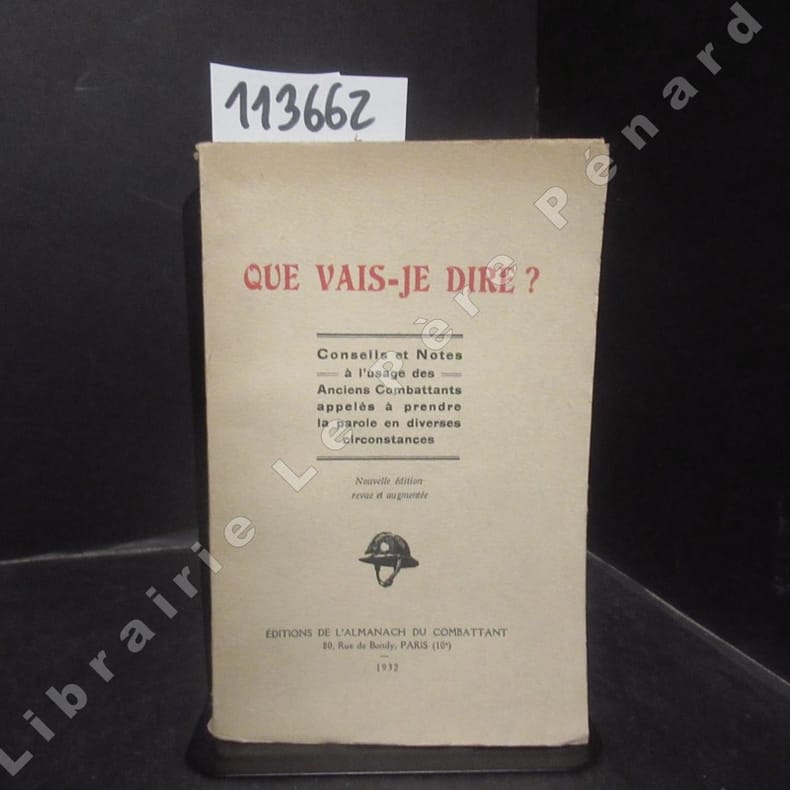 113662
QUE VAIS-JE DIRE ?
Conseils et Notes
à l'usage des
Anciens Combattants
appelés à prendre
la parole en diverses
circonstances
Nouvelle édition
revue et augmentée
ÉDITIONS DE L'ALMANACH DU COMBATTANT
80, Rue de Bondy, PARIS (10e)
1932
Librairie Le Père Pénard